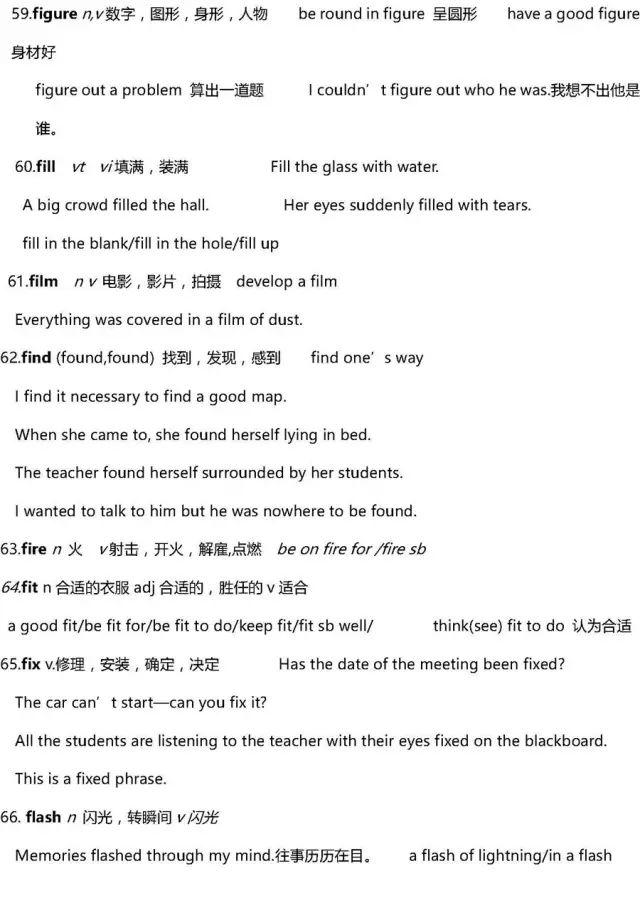 59.figure n,v 数字，图形，身形，人物 be round in figure 呈圆形 have a good figure
身材好
figure out a problem 算出一道题 I couldn’t figure out who he was.我想不出他是
谁。
60.fill vt vi 填满，装满 Fill the glass with water.
A big crowd filled the hall. Her eyes suddenly filled with tears.
fill in the blank/fill in the hole/fill up
61.film n v 电影，影片，拍摄 develop a film
Everything was covered in a film of dust.
62.find (found,found) 找到，发现，感到 find one’s way
I find it necessary to find a good map.
When she came to, she found herself lying in bed.
The teacher found herself surrounded by her students.
I wanted to talk to him but he was nowhere to be found.
63.fire n 火 v 射击，开火，解雇,点燃 be on fire for /fire sb
64.fit n 合适的衣服 adj 合适的，胜任的 v 适合
a good fit/be fit for/be fit to do/keep fit/fit sb well/ think(see) fit to do 认为合适
65.fix v.修理，安装，确定，决定 Has the date of the meeting been fixed?
The car can’t start—can you fix it?
All the students are listening to the teacher with their eyes fixed on the blackboard.
This is a fixed phrase.
66. flash n 闪光，转瞬间 v 闪光
Memories flashed through my mind.往事历历在目。 a flash of lightning/in a flash